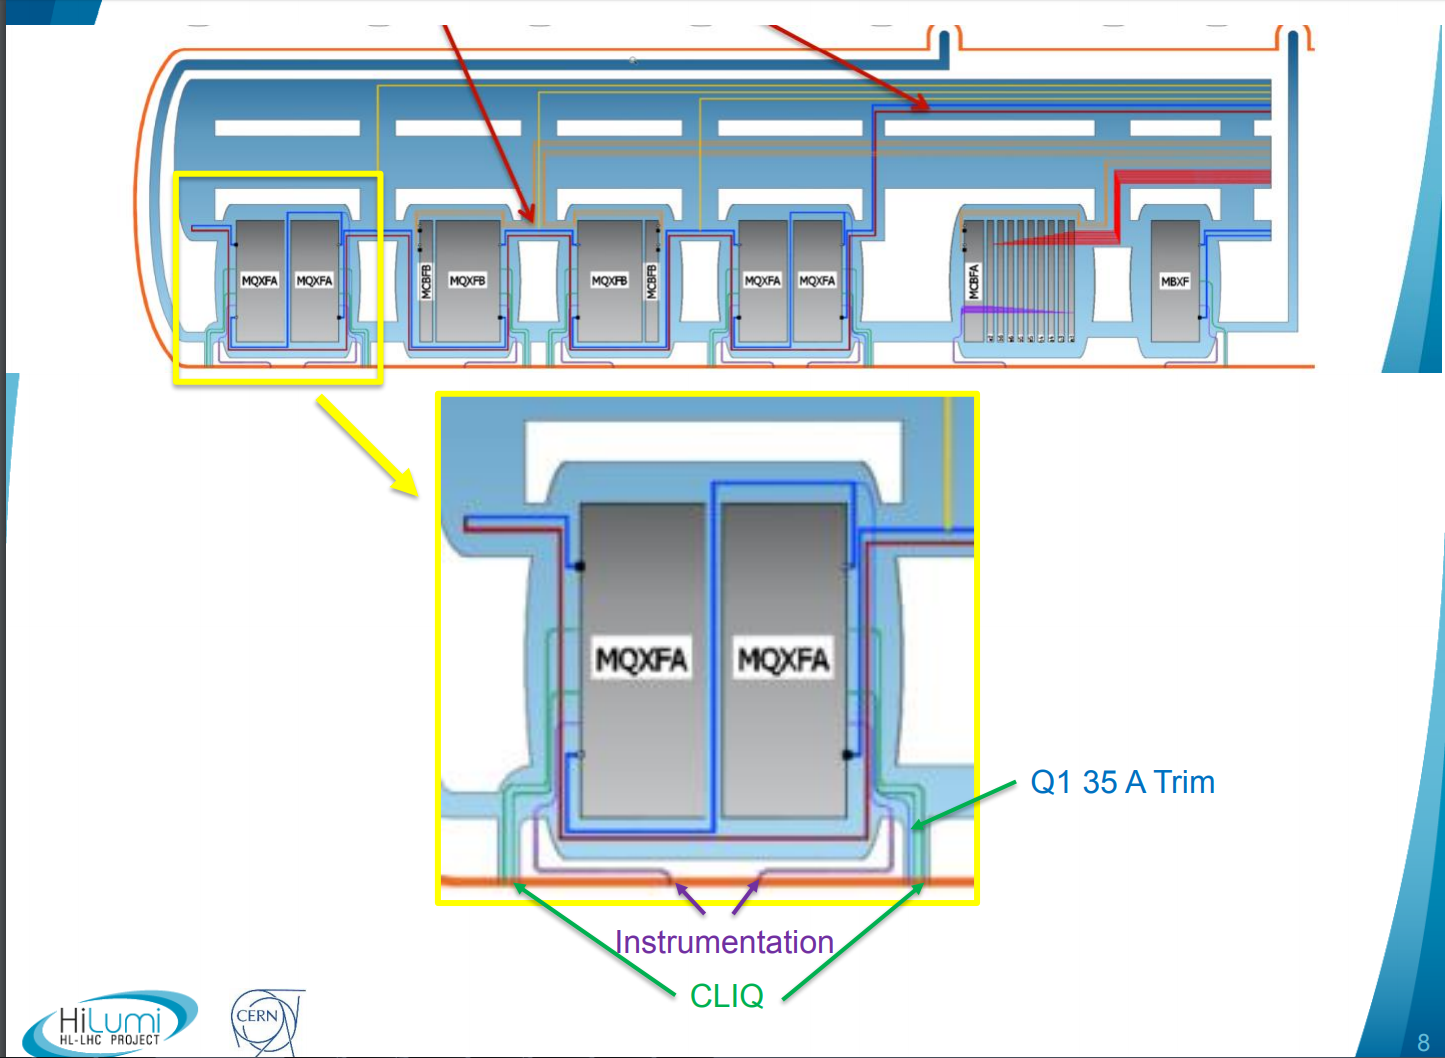 MQXFA MQXFA MCBFB MQXFB MQXFB MCBFB MQXFA MQXFA MCBFA MBXF
MQXFA MQXFA
Q1 35 A Trim
Instrumentation
CLIQ
HiLumi
HL-LHC PROJECT
CERN
8